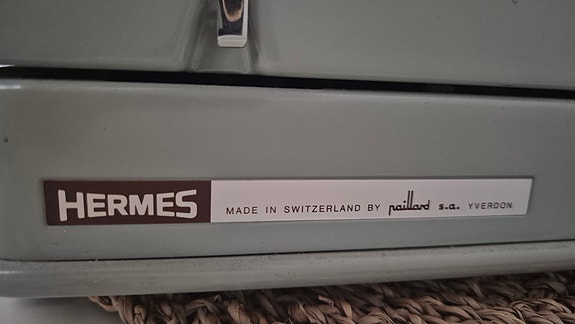 HERMES MADE IN SWITZERLAND BY paillard s.a. YVERDON